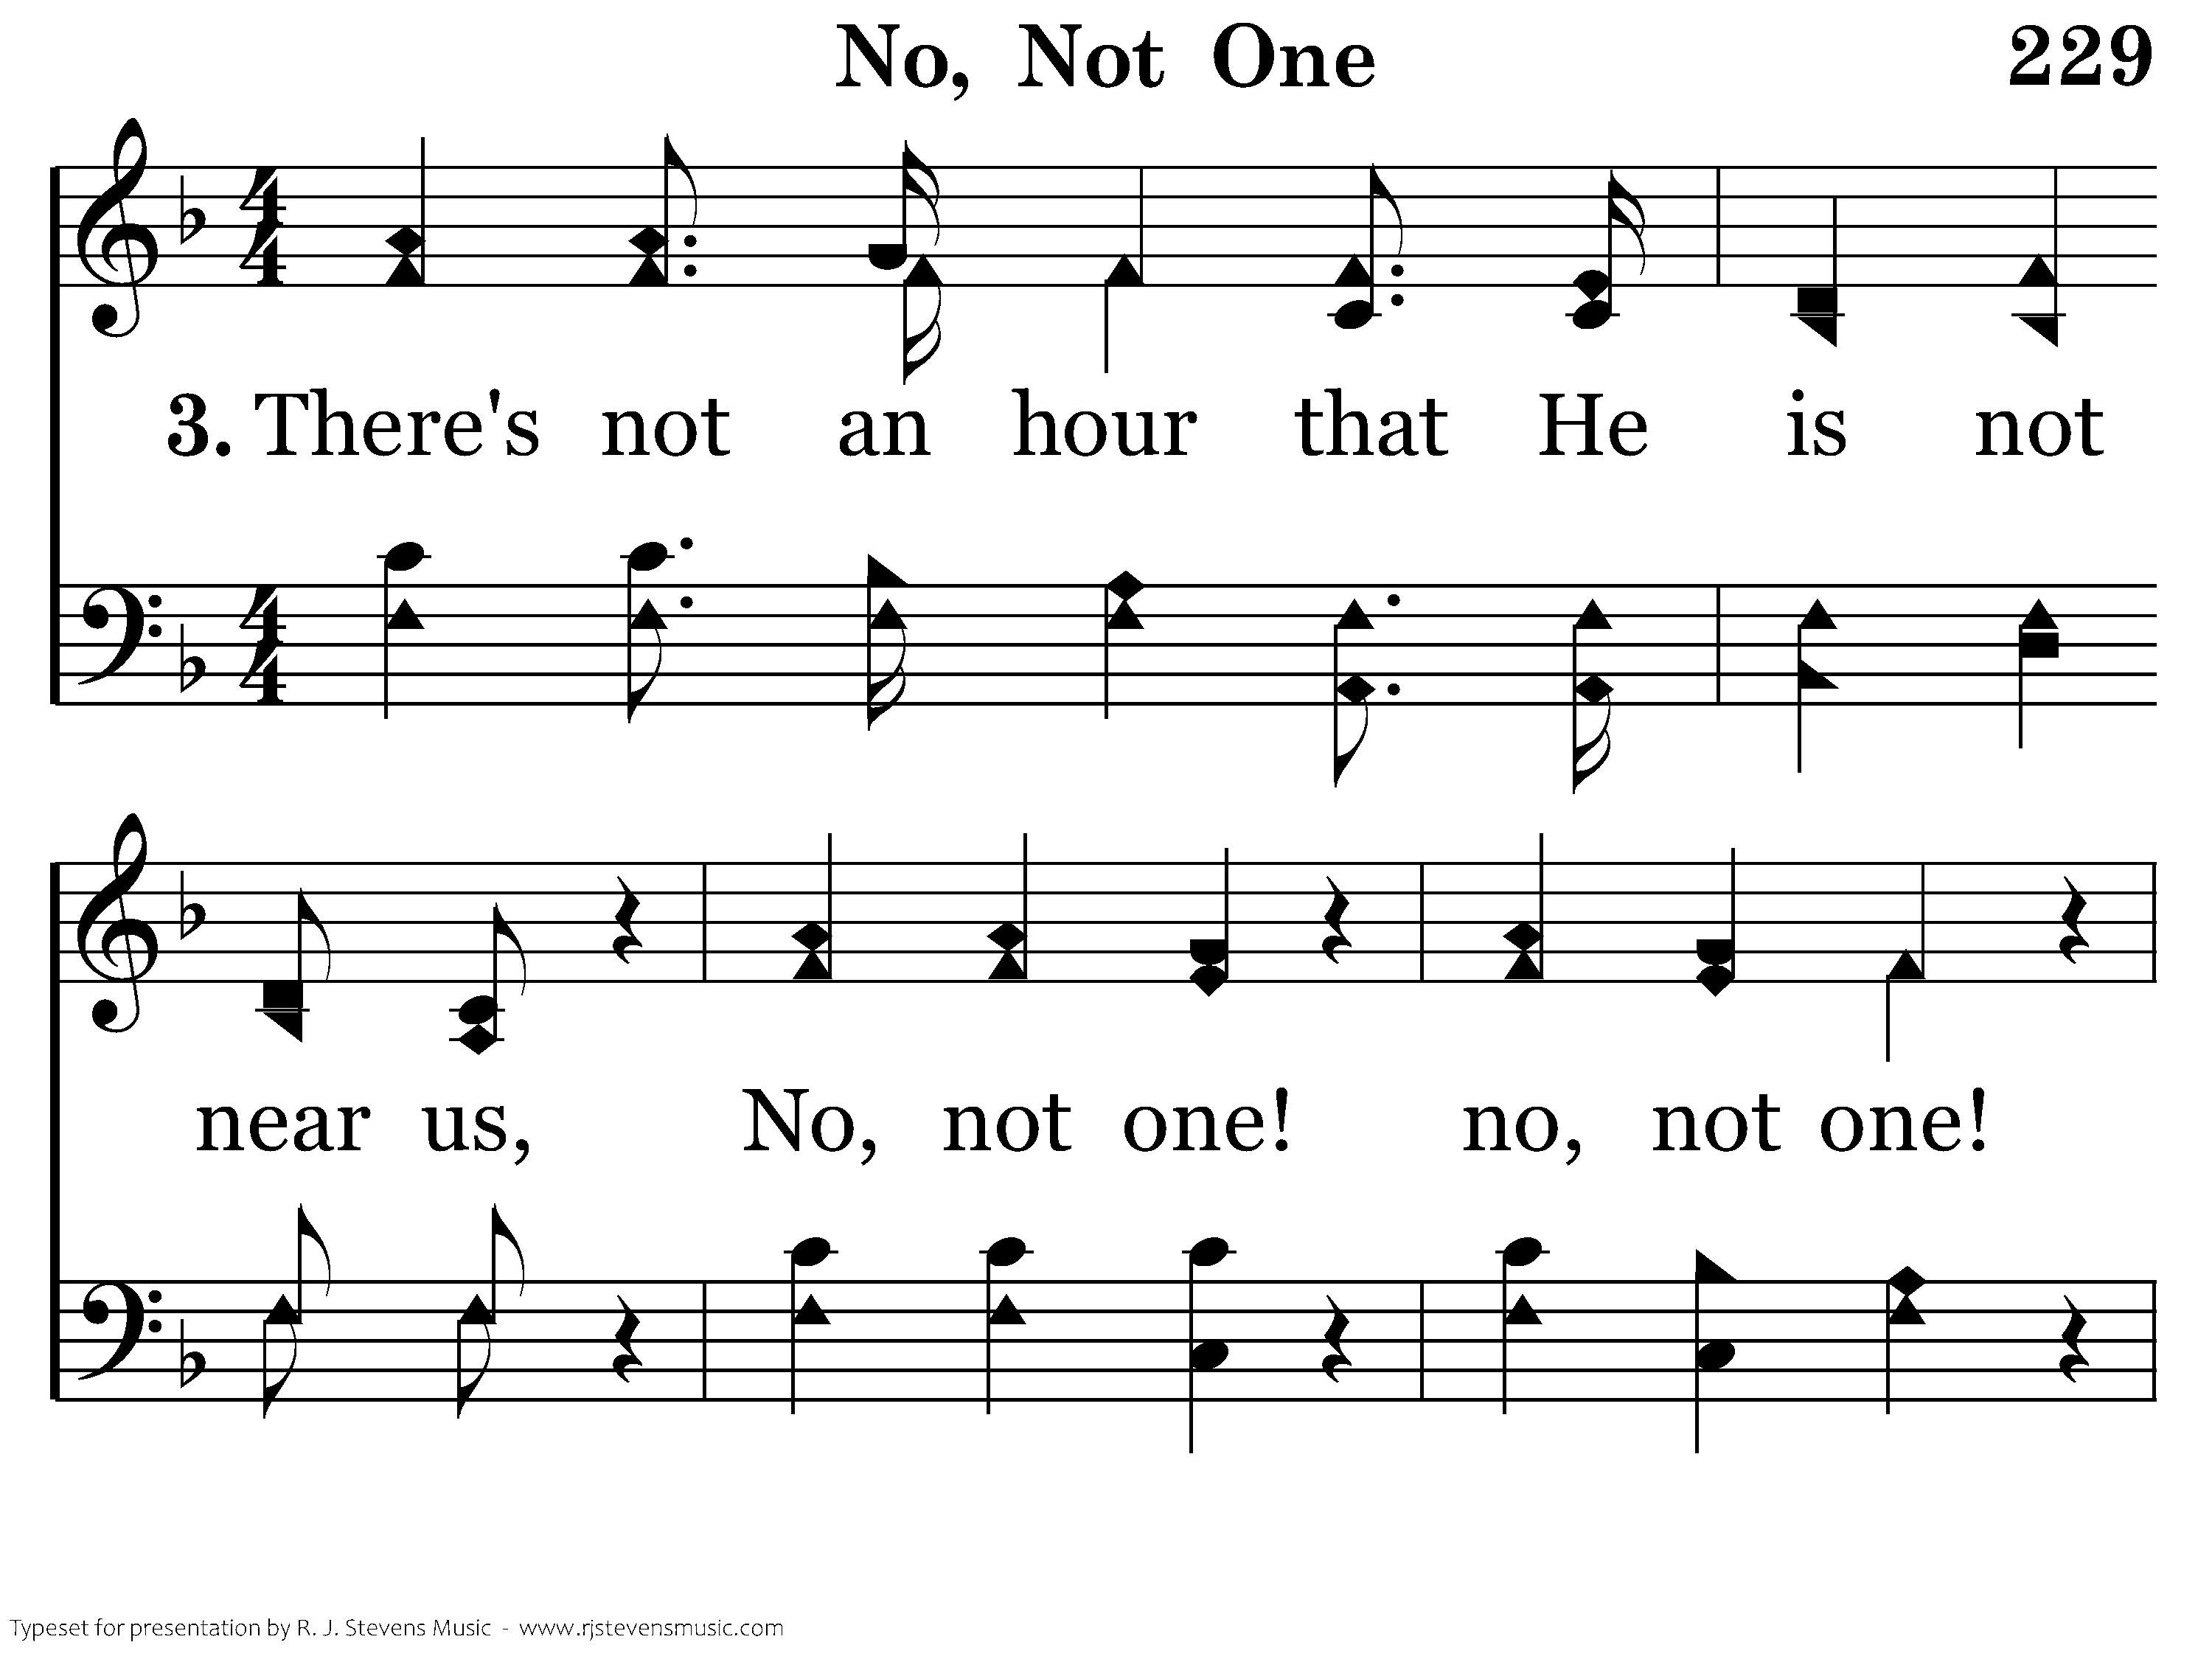 No, Not One 229
3. There's not an hour that He is not
near us, No, not one! no, not one!
Typeset for presentation by R. J. Stevens Music - www.rjstevensmusic.com